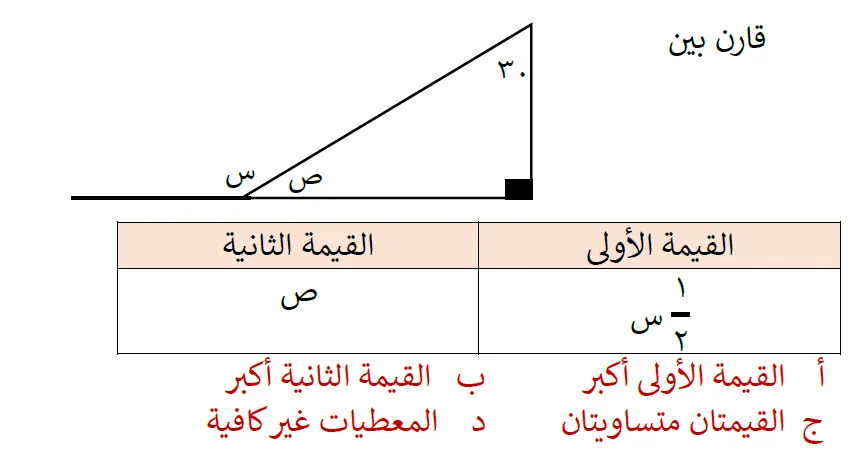 قارن بين
٣٠
س ص
القيمة الأولى القيمة الثانية
١/٢ س ص
أ القيمة الأولى أكبر ب القيمة الثانية أكبر
ج القيمتان متساويتان د المعطيات غير كافية